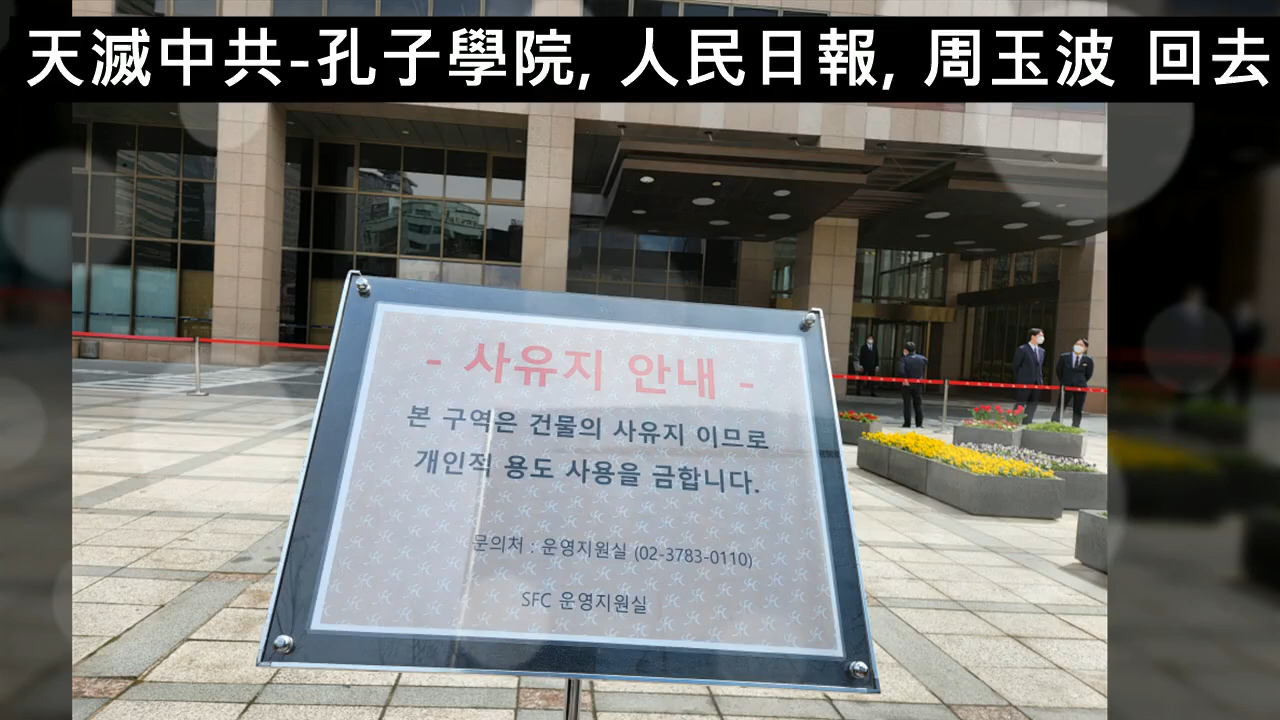 天滅中共-孔子學院, 人民日報, 周玉波 回去
- 사유지 안내 -
본 구역은 건물의 사유지 이므로
개인적 용도 사용을 금합니다.
문의처 : 운영지원실 (02-3783-0110)
SFC 운영지원실